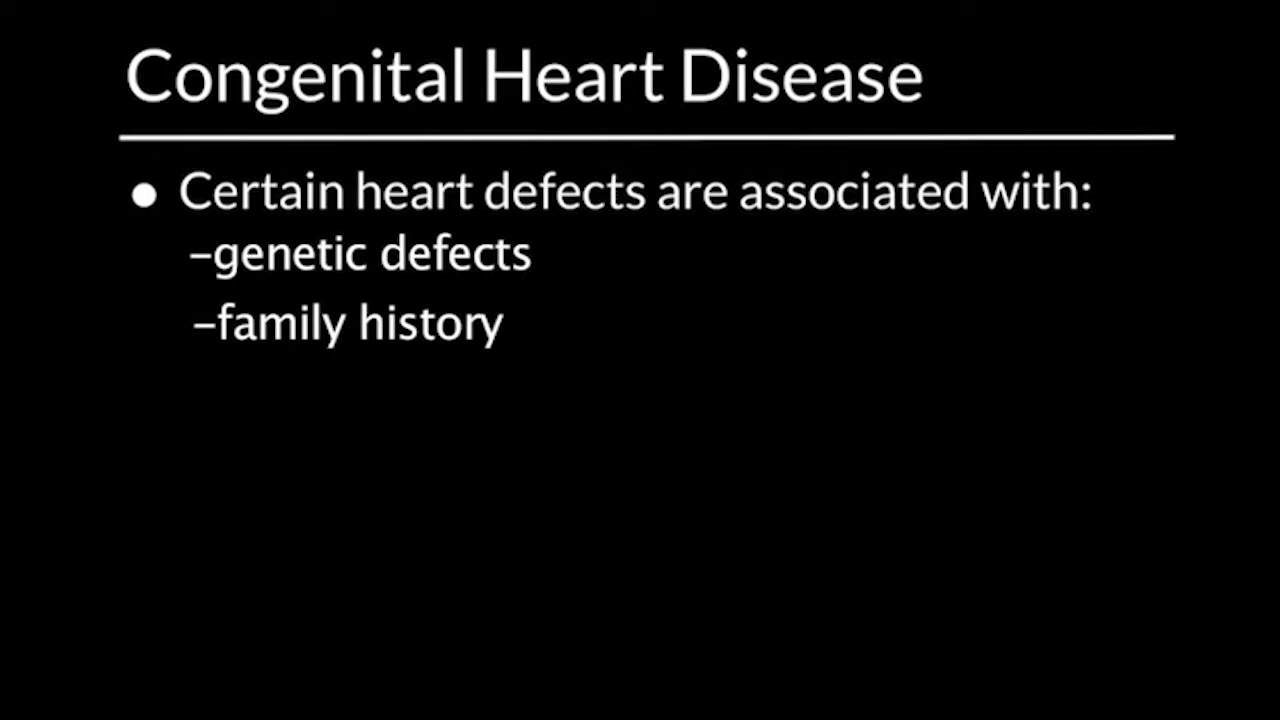 Congenital Heart Disease
● Certain heart defects are associated with:
–genetic defects
–family history